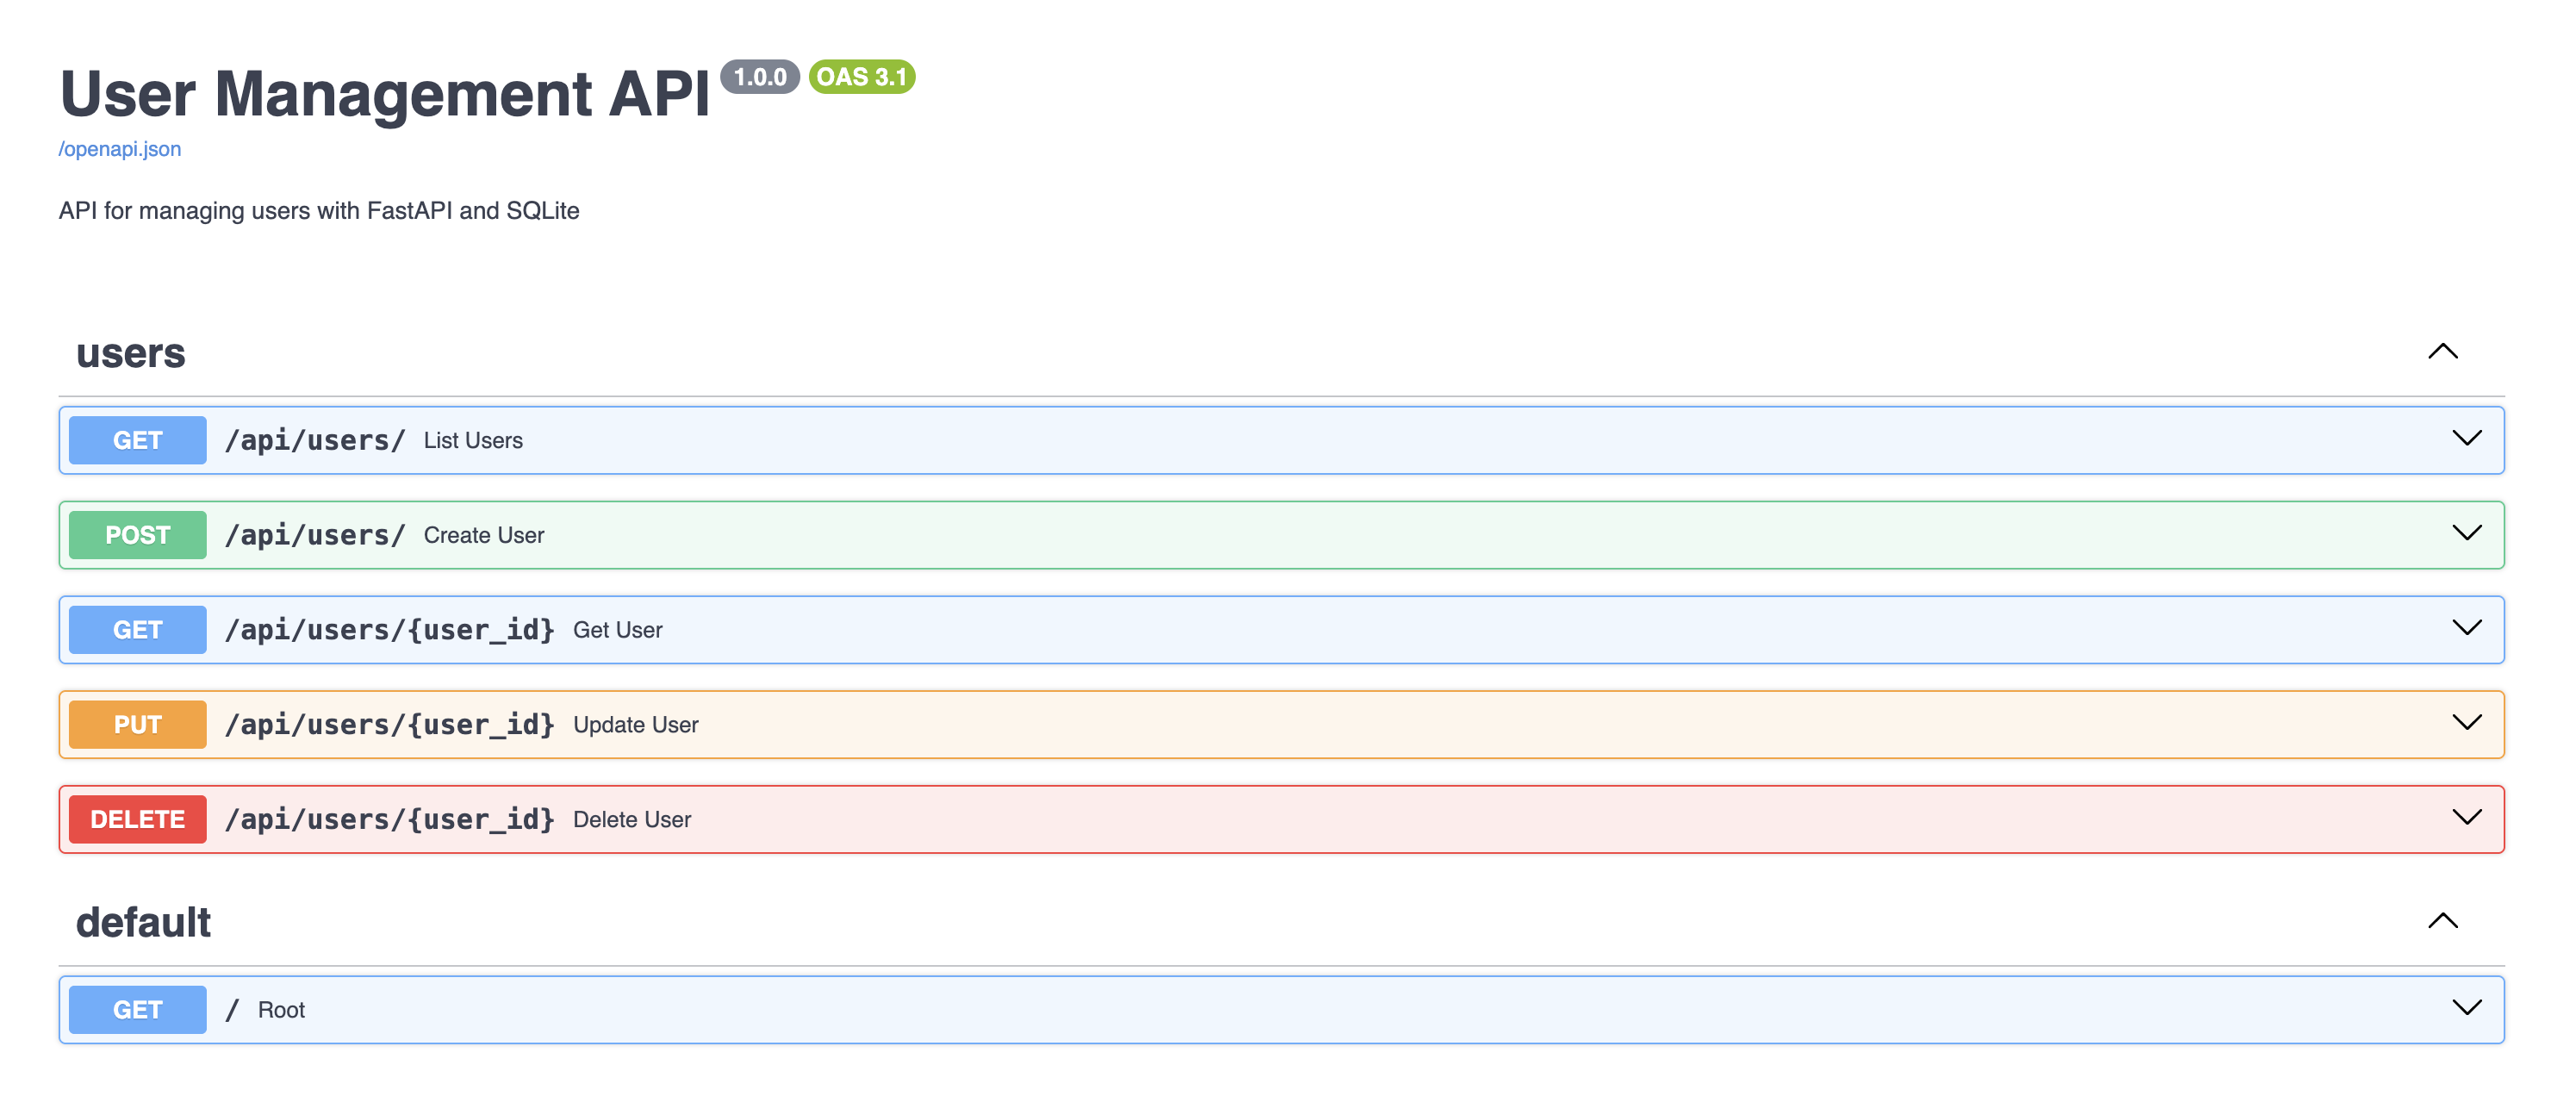 User Management API 1.0.0 OAS 3.1
/openapi.json
API for managing users with FastAPI and SQLite
users
GET /api/users/ List Users
POST /api/users/ Create User
GET /api/users/{user_id} Get User
PUT /api/users/{user_id} Update User
DELETE /api/users/{user_id} Delete User
default
GET / Root